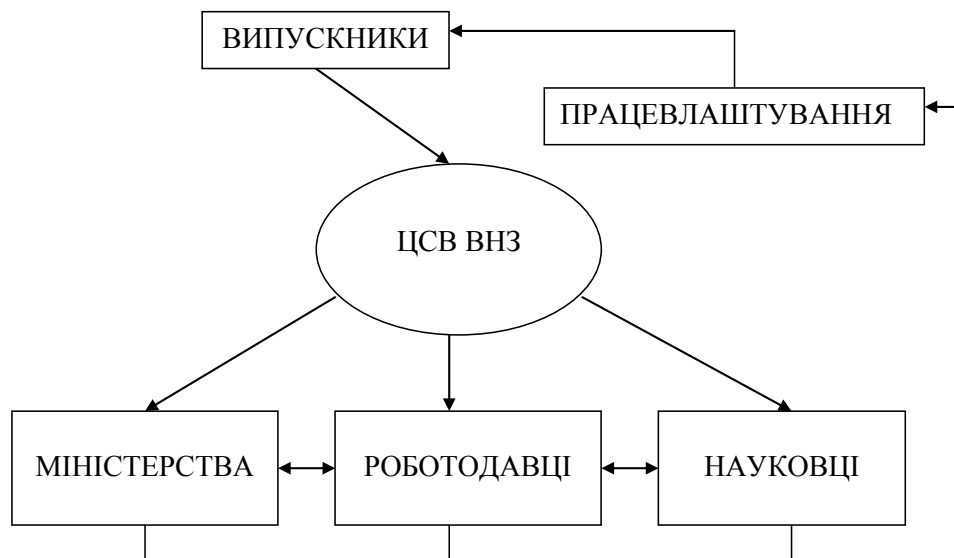 ВИПУСКНИКИ
ПРАЦЕВЛАШТУВАННЯ
ЦСВ ВНЗ
МІНІСТЕРСТВА
РОБОТОДАВЦІ
НАУКОВЦІ